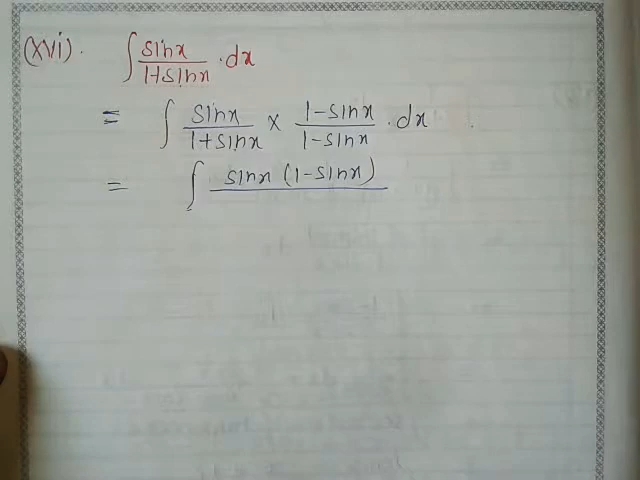 (xvi). ∫ sinx / 1+sinx . dx
= ∫ sinx / 1+sinx × 1-sinx / 1-sinx . dx
= ∫ sinx (1-sinx)